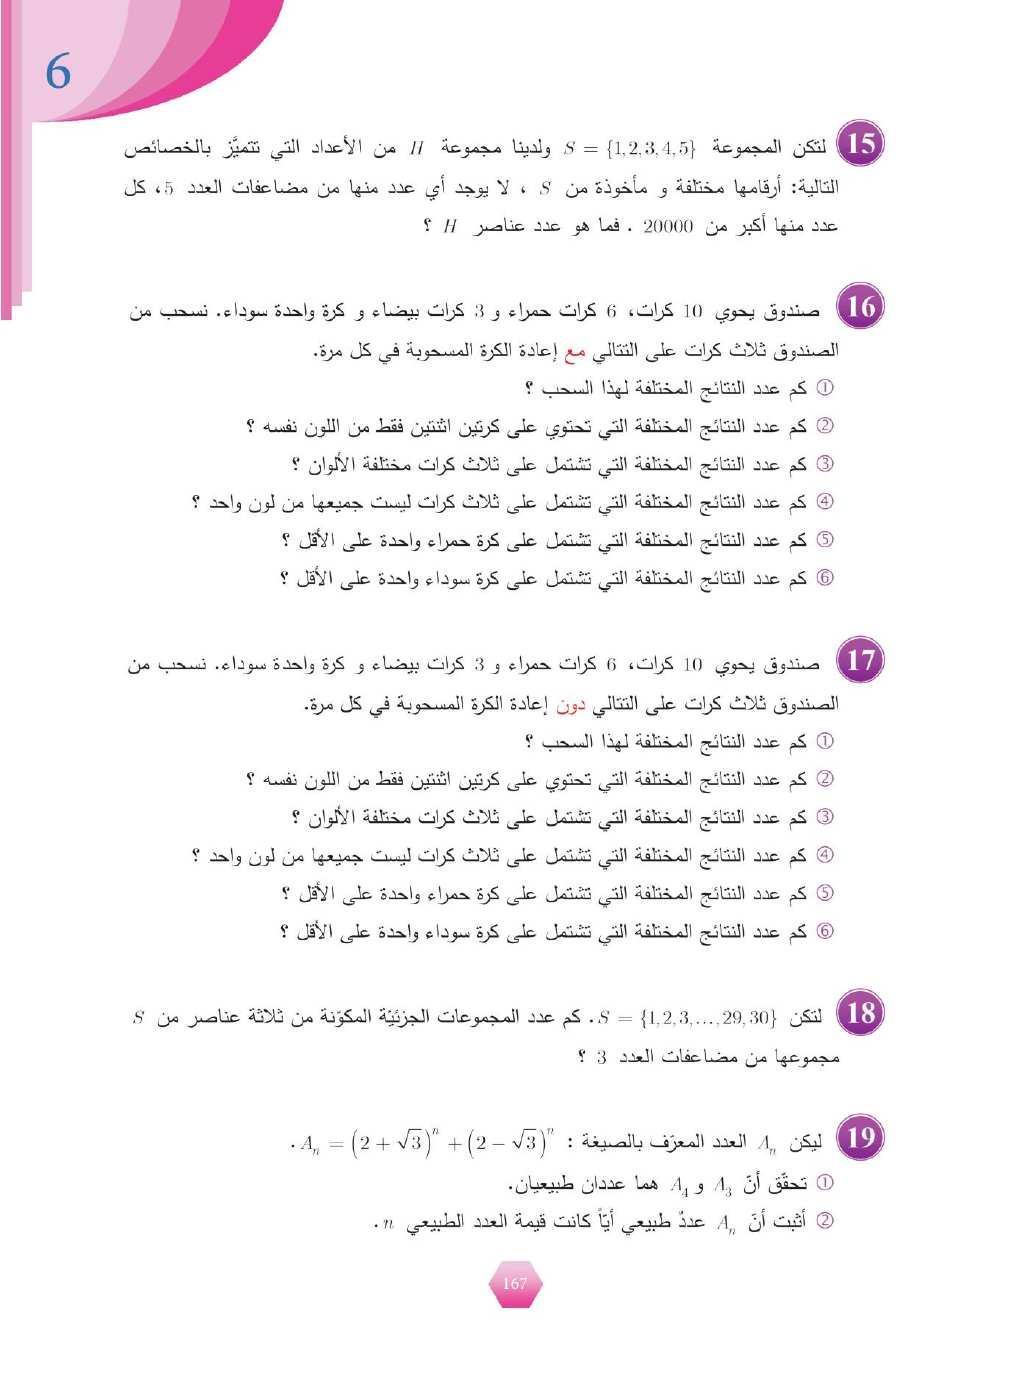 6
15 لتكن المجموعة S = {1,2,3,4,5} ولدينا مجموعة H من الأعداد التي تتميَّز بالخصائص
التالية: أرقامها مختلفة و مأخوذة من S ، لا يوجد أي عدد منها من مضاعفات العدد 5، كل
عدد منها أكبر من 20000 . فما هو عدد عناصر H ؟
16 صندوق يحوي 10 كرات، 6 كرات حمراء و 3 كرات بيضاء و كرة واحدة سوداء. نسحب من
الصندوق ثلاث كرات على التتالي مع إعادة الكرة المسحوبة في كل مرة.
① كم عدد النتائج المختلفة لهذا السحب ؟
② كم عدد النتائج المختلفة التي تحتوي على كرتين اثنتين فقط من اللون نفسه ؟
③ كم عدد النتائج المختلفة التي تشتمل على ثلاث كرات مختلفة الألوان ؟
④ كم عدد النتائج المختلفة التي تشتمل على ثلاث كرات ليست جميعها من لون واحد ؟
⑤ كم عدد النتائج المختلفة التي تشتمل على كرة حمراء واحدة على الأقل ؟
⑥ كم عدد النتائج المختلفة التي تشتمل على كرة سوداء واحدة على الأقل ؟
17 صندوق يحوي 10 كرات، 6 كرات حمراء و 3 كرات بيضاء و كرة واحدة سوداء. نسحب من
الصندوق ثلاث كرات على التتالي دون إعادة الكرة المسحوبة في كل مرة.
① كم عدد النتائج المختلفة لهذا السحب ؟
② كم عدد النتائج المختلفة التي تحتوي على كرتين اثنتين فقط من اللون نفسه ؟
③ كم عدد النتائج المختلفة التي تشتمل على ثلاث كرات مختلفة الألوان ؟
④ كم عدد النتائج المختلفة التي تشتمل على ثلاث كرات ليست جميعها من لون واحد ؟
⑤ كم عدد النتائج المختلفة التي تشتمل على كرة حمراء واحدة على الأقل ؟
⑥ كم عدد النتائج المختلفة التي تشتمل على كرة سوداء واحدة على الأقل ؟
18 لتكن S = {1,2,3,...,29,30} . كم عدد المجموعات الجزئيّة المكوّنة من ثلاثة عناصر من S
مجموعها من مضاعفات العدد 3 ؟
19 ليكن Aₙ العدد المعرّف بالصيغة : Aₙ = (2 + √3)ⁿ + (2 − √3)ⁿ .
① تحقّق أنّ A₃ و A₄ هما عددان طبيعيان.
② أثبت أنّ Aₙ عددٌ طبيعي أيّاً كانت قيمة العدد الطبيعي n .
167